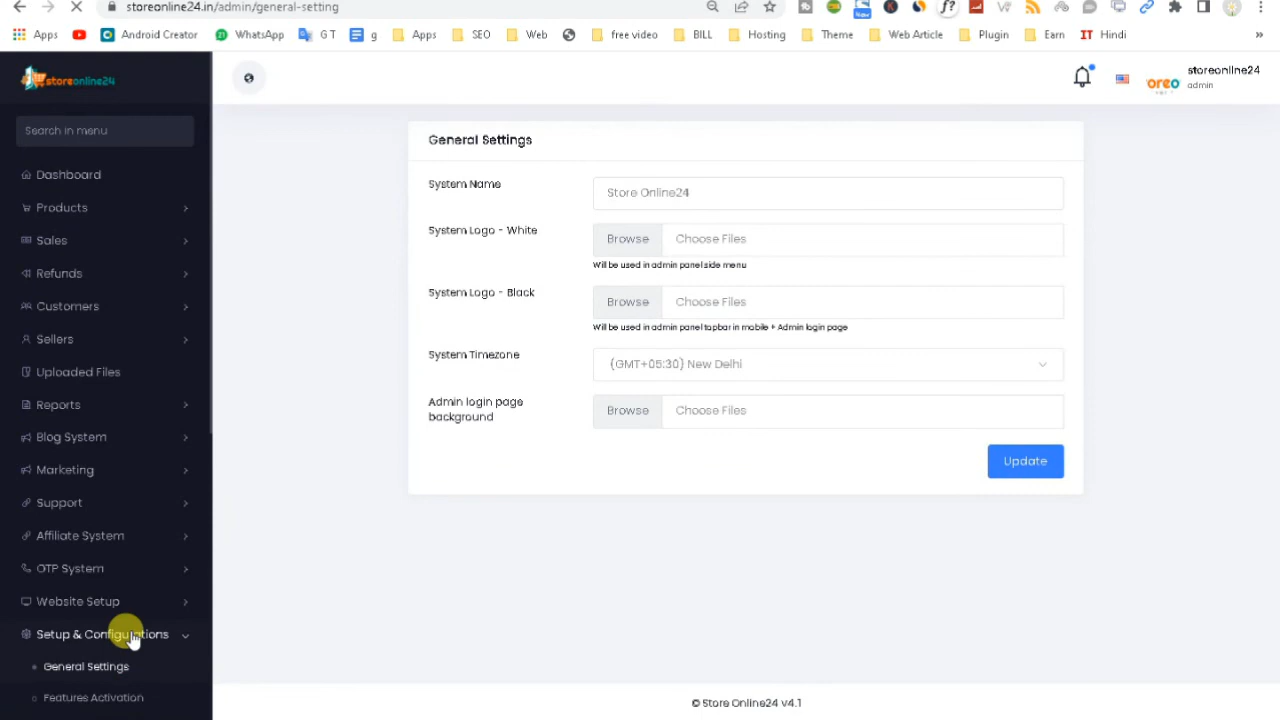 storeonline24.in/admin/general-setting
Apps
Android Creator
WhatsApp
G T
g
Apps
SEO
Web
free video
BILL
Hosting
Theme
Web Article
Plugin
Earn
IT Hindi
»
New
storeonline24
Search in menu
Dashboard
Products
Sales
Refunds
Customers
Sellers
Uploaded Files
Reports
Blog System
Marketing
Support
Affiliate System
OTP System
Website Setup
Setup & Configurations
General Settings
Features Activation
oreo
storeonline24
admin
General Settings
System Name
Store Online24
System Logo - White
Browse
Choose Files
Will be used in admin panel side menu
System Logo - Black
Browse
Choose Files
Will be used in admin panel topbar in mobile + Admin login page
System Timezone
(GMT+05:30) New Delhi
Admin login page
background
Browse
Choose Files
Update
© Store Online24 v4.1